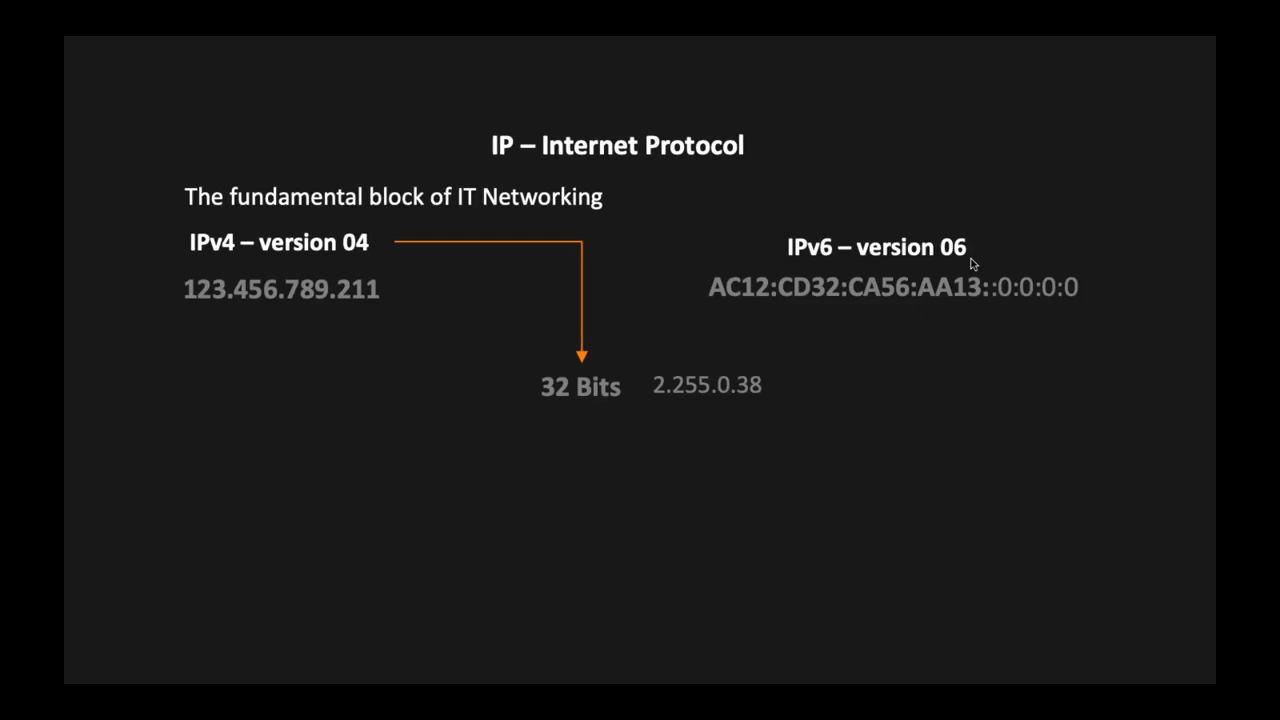 IP – Internet Protocol
The fundamental block of IT Networking
IPv4 – version 04
IPv6 – version 06
123.456.789.211
AC12:CD32:CA56:AA13::0:0:0:0
32 Bits
2.255.0.38